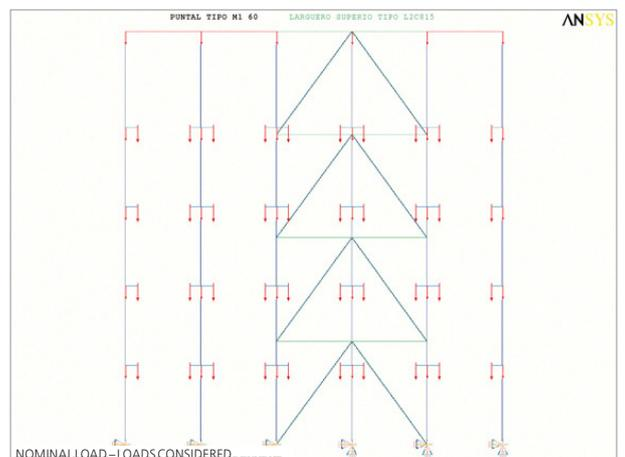 PUNTAL TIPO M1 60 LARGUERO SUPERIO TIPO L2C815
ANSYS
NOMINAL LOAD – LOADS CONSIDERED